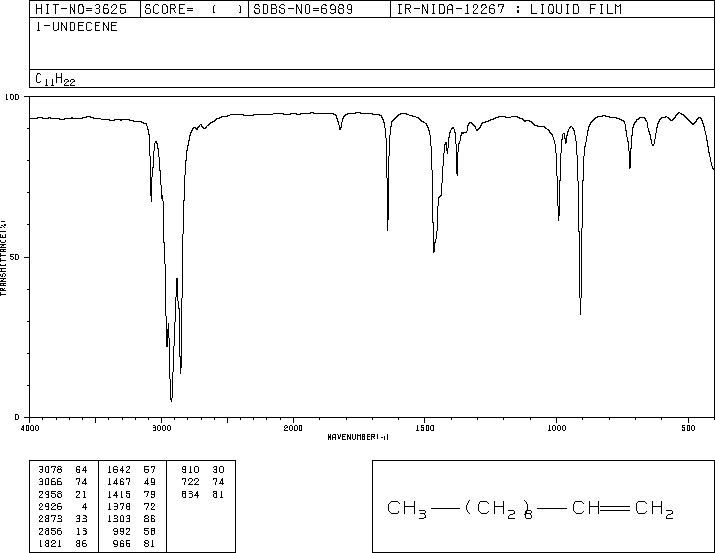 HIT-NO=3625 SCORE= ( ) SDBS-NO=6989 IR-NIDA-12267 : LIQUID FILM
1-UNDECENE
C11H22
100
50
0
TRANSMITTANCE(%)
4000 3000 2000 1500 1000 500
WAVENUMBER(-1)
3078 64 1642 57 910 30
3066 74 1467 49 722 74
2958 21 1415 79 634 81
2926 4 1378 72
2873 33 1303 86
2856 13 992 58
1821 86 966 81
CH3—(CH2)8—CH=CH2